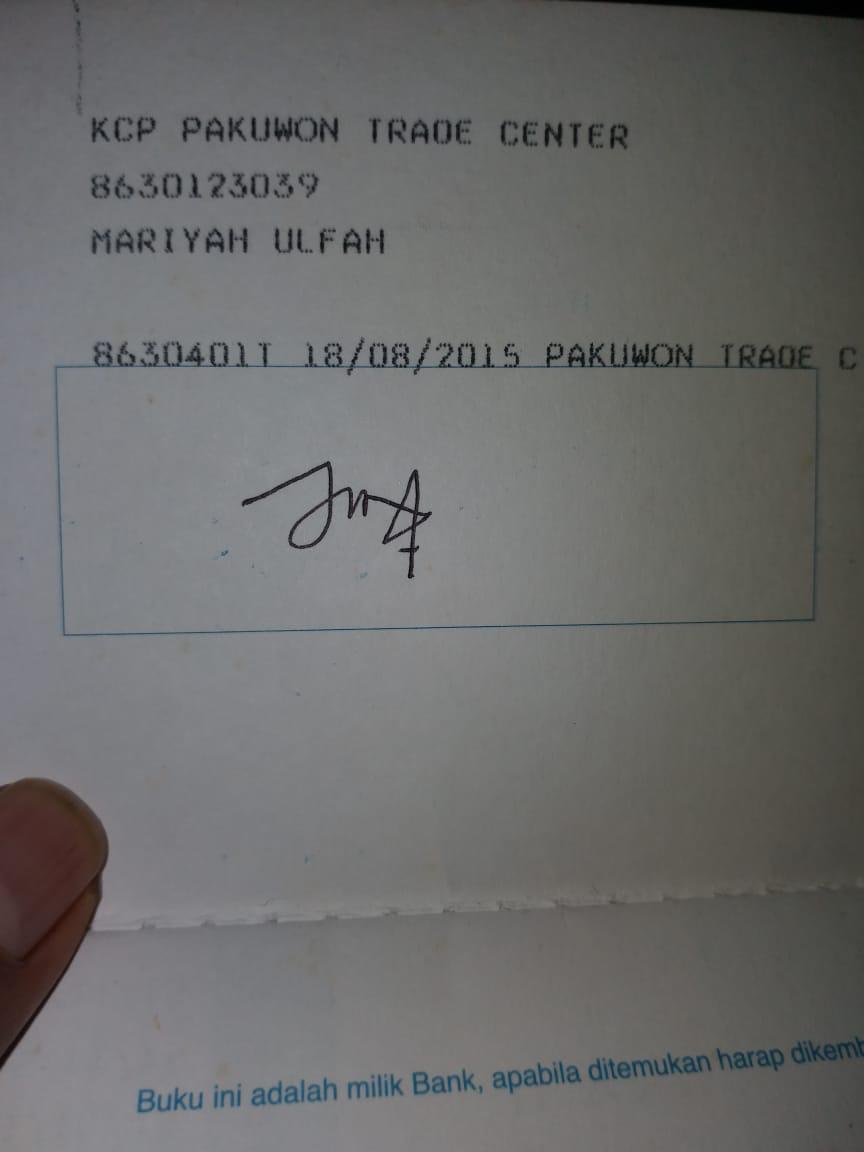 KCP PAKUWON TRADE CENTER
8630123039
MARIYAH ULFAH
8630401T 18/08/2015 PAKUWON TRADE C
Buku ini adalah milik Bank, apabila ditemukan harap dikemb